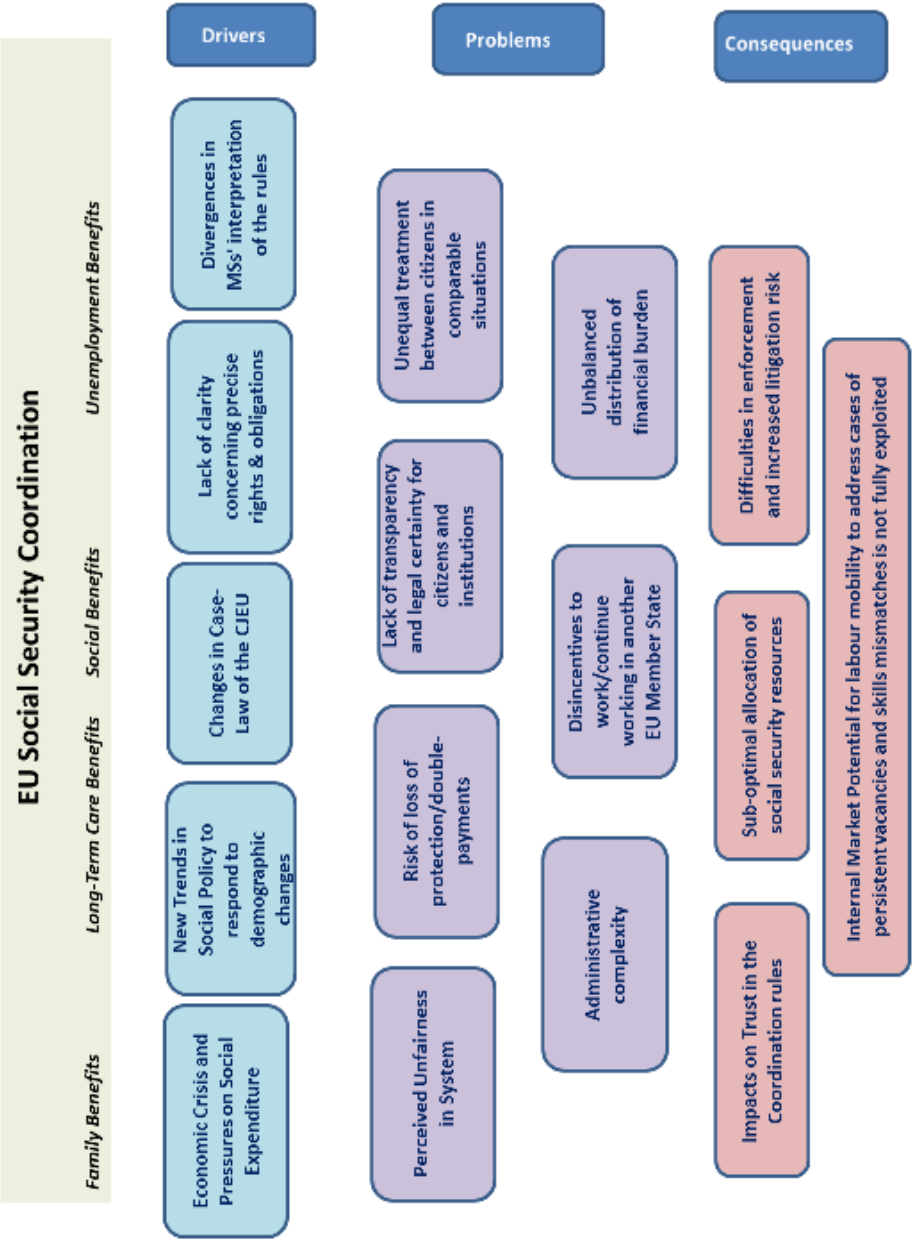 EU Social Security Coordination
Family Benefits
Long-Term Care Benefits
Social Benefits
Unemployment Benefits
Drivers
Economic Crisis and
Pressures on Social
Expenditure
New Trends in
Social Policy to
respond to
demographic
changes
Changes in Case-
Law of the CJEU
Lack of clarity
concerning precise
rights & obligations
Divergences in
MSs' interpretation
of the rules
Problems
Perceived Unfairness
in System
Risk of loss of
protection/double-
payments
Lack of transparency
and legal certainty for
citizens and
institutions
Unequal treatment
between citizens in
comparable
situations
Administrative
complexity
Disincentives to
work/continue
working in another
EU Member State
Unbalanced
distribution of
financial burden
Consequences
Impacts on Trust in the
Coordination rules
Sub-optimal allocation of
social security resources
Difficulties in enforcement
and increased litigation risk
Internal Market Potential for labour mobility to address cases of
persistent vacancies and skills mismatches is not fully exploited